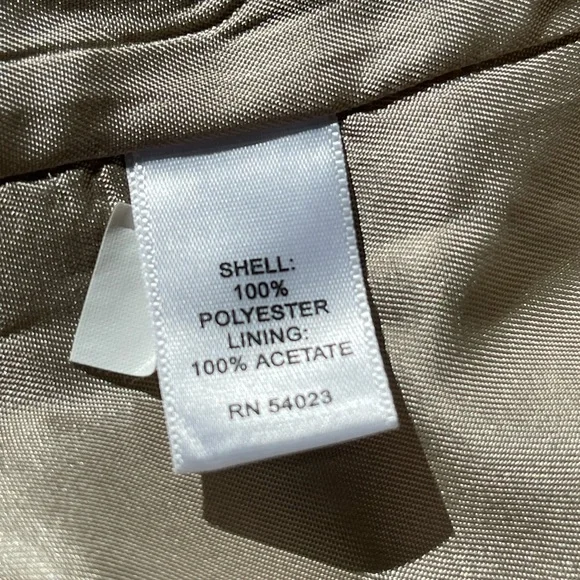 SHELL:
100%
POLYESTER
LINING:
100% ACETATE
RN 54023